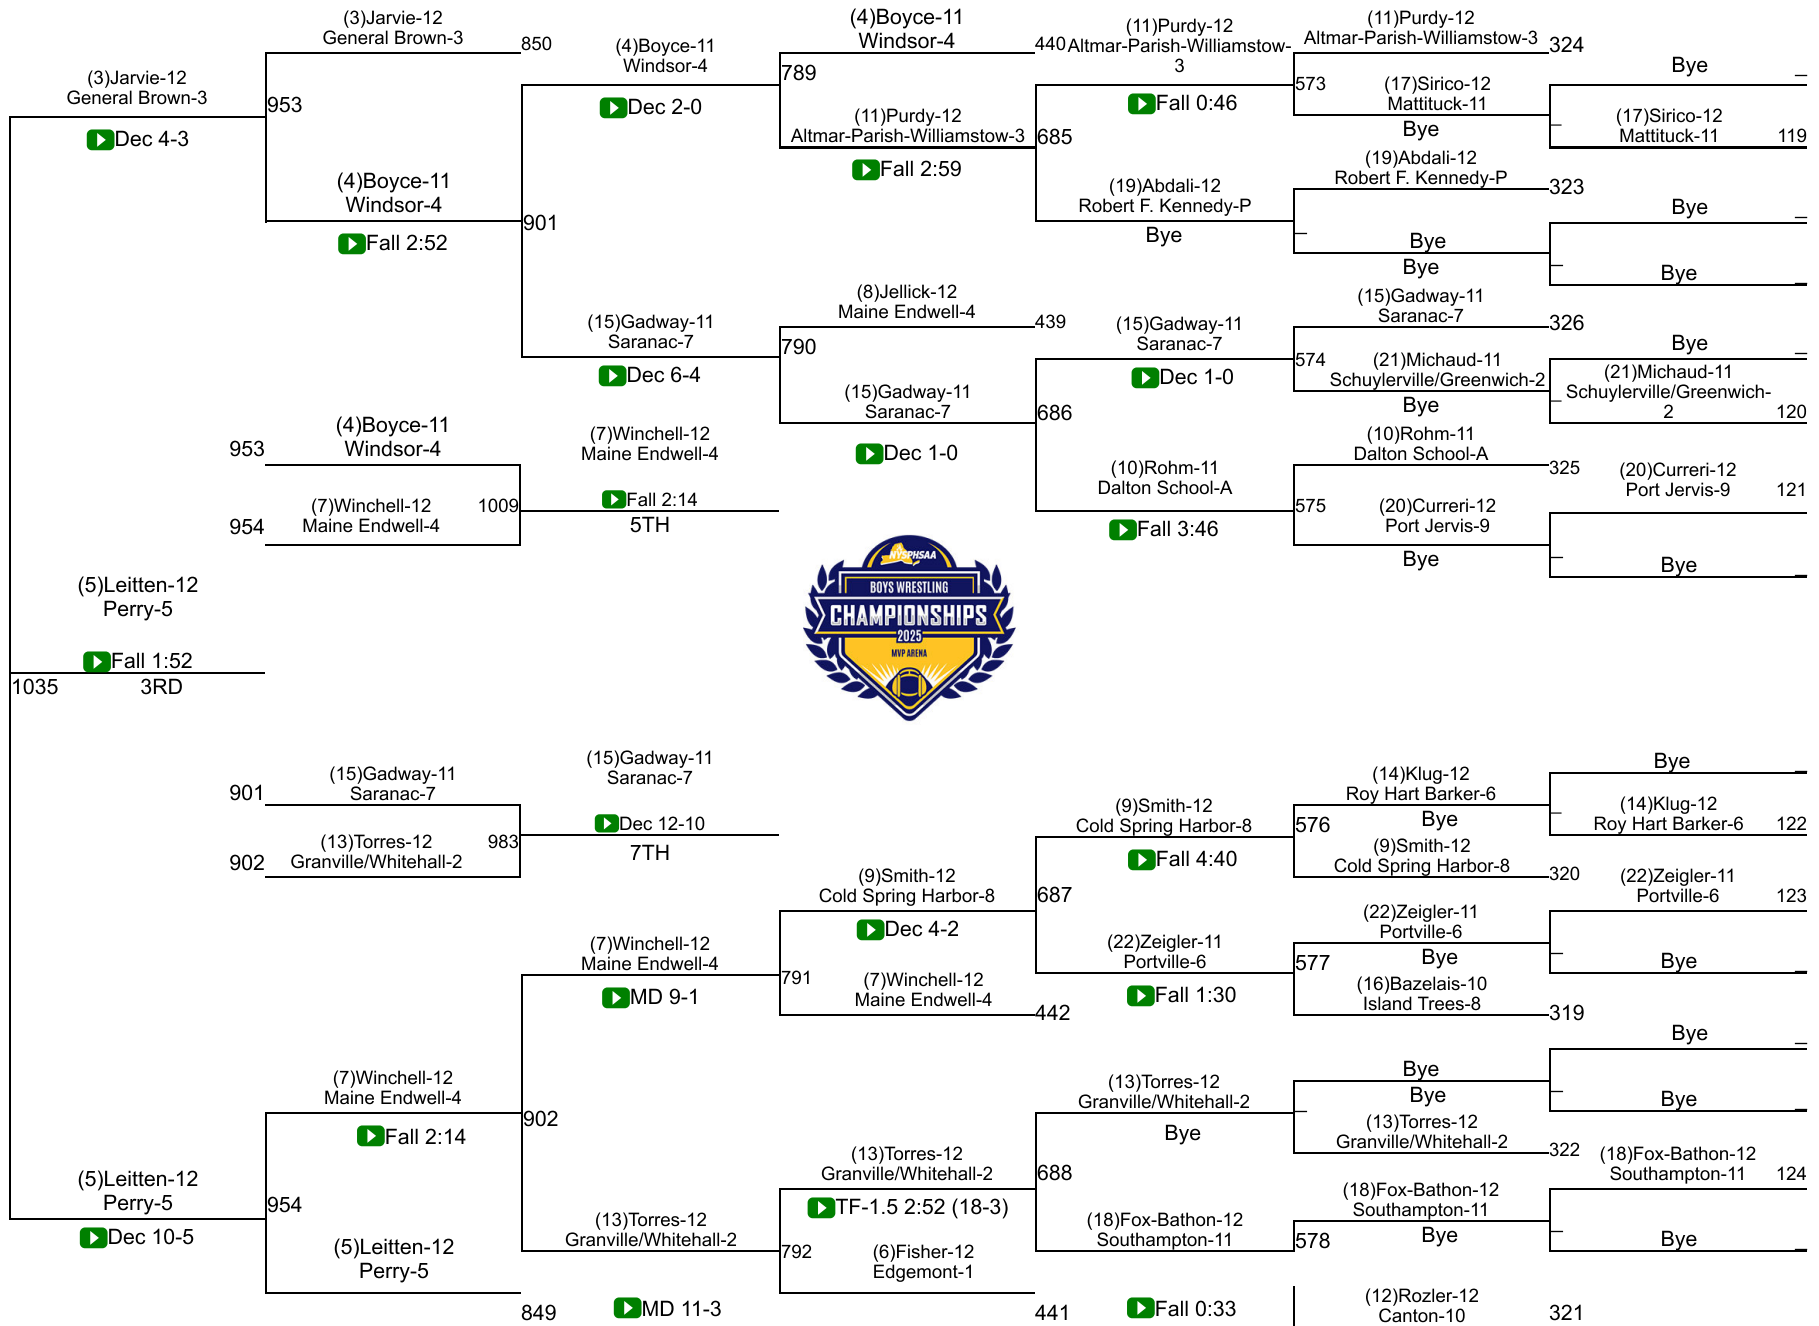 (3)Jarvie-12
General Brown-3
Dec 4-3
(5)Leitten-12
Perry-5
Fall 1:52
1035
3RD
(5)Leitten-12
Perry-5
Dec 10-5
(3)Jarvie-12
General Brown-3
850
953
(4)Boyce-11
Windsor-4
Fall 2:52
901
953
(4)Boyce-11
Windsor-4
954
(7)Winchell-12
Maine Endwell-4
1009
(7)Winchell-12
Maine Endwell-4
Fall 2:14
5TH
901
(15)Gadway-11
Saranac-7
902
(13)Torres-12
Granville/Whitehall-2
983
(15)Gadway-11
Saranac-7
Dec 12-10
7TH
(7)Winchell-12
Maine Endwell-4
Fall 2:14
902
954
(5)Leitten-12
Perry-5
849
(4)Boyce-11
Windsor-4
Dec 2-0
(15)Gadway-11
Saranac-7
Dec 6-4
(7)Winchell-12
Maine Endwell-4
MD 9-1
(13)Torres-12
Granville/Whitehall-2
MD 11-3
(4)Boyce-11
Windsor-4
440
789
(11)Purdy-12
Altmar-Parish-Williamstow-3
Fall 2:59
(8)Jellick-12
Maine Endwell-4
439
790
(15)Gadway-11
Saranac-7
Dec 1-0
NYSPHSAA
BOYS WRESTLING
CHAMPIONSHIPS
2025
MVP ARENA
(9)Smith-12
Cold Spring Harbor-8
Dec 4-2
791
(7)Winchell-12
Maine Endwell-4
442
(13)Torres-12
Granville/Whitehall-2
TF-1.5 2:52 (18-3)
792
(6)Fisher-12
Edgemont-1
441
(11)Purdy-12
Altmar-Parish-Williamstow-
3
Fall 0:46
685
(19)Abdali-12
Robert F. Kennedy-P
Bye
(15)Gadway-11
Saranac-7
Dec 1-0
686
(10)Rohm-11
Dalton School-A
Fall 3:46
(9)Smith-12
Cold Spring Harbor-8
Fall 4:40
687
(22)Zeigler-11
Portville-6
Fall 1:30
(13)Torres-12
Granville/Whitehall-2
Bye
688
(18)Fox-Bathon-12
Southampton-11
Fall 0:33
(11)Purdy-12
Altmar-Parish-Williamstow-3
324
573
(17)Sirico-12
Mattituck-11
Bye
(19)Abdali-12
Robert F. Kennedy-P
323
Bye
Bye
(15)Gadway-11
Saranac-7
326
574
(21)Michaud-11
Schuylerville/Greenwich-2
Bye
(10)Rohm-11
Dalton School-A
325
575
(20)Curreri-12
Port Jervis-9
Bye
(14)Klug-12
Roy Hart Barker-6
Bye
576
(9)Smith-12
Cold Spring Harbor-8
320
(22)Zeigler-11
Portville-6
Bye
577
(16)Bazelais-10
Island Trees-8
319
Bye
Bye
(13)Torres-12
Granville/Whitehall-2
322
(18)Fox-Bathon-12
Southampton-11
Bye
578
(12)Rozler-12
Canton-10
321
Bye
(17)Sirico-12
Mattituck-11
119
Bye
Bye
Bye
(21)Michaud-11
Schuylerville/Greenwich-
2
120
(20)Curreri-12
Port Jervis-9
121
Bye
Bye
(14)Klug-12
Roy Hart Barker-6
122
(22)Zeigler-11
Portville-6
123
Bye
Bye
Bye
(18)Fox-Bathon-12
Southampton-11
124
Bye